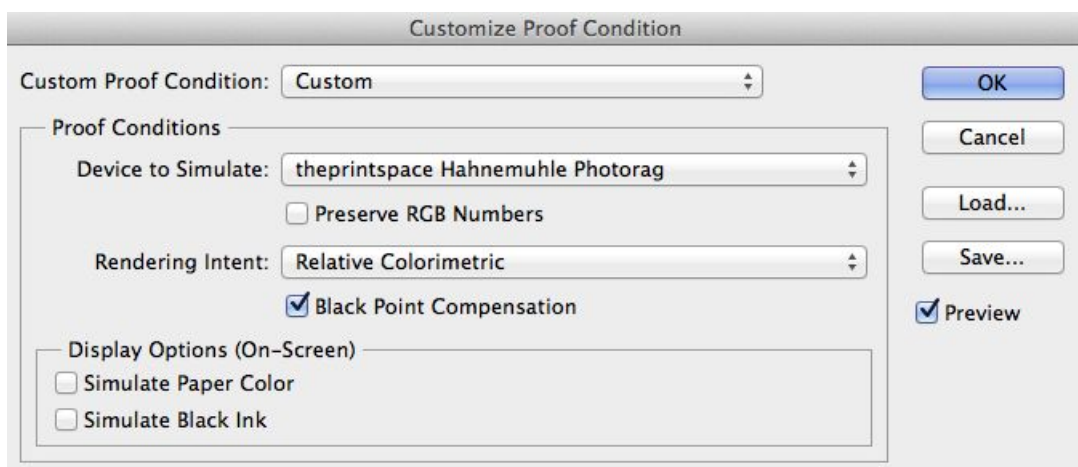 Customize Proof Condition
Custom Proof Condition: Custom
OK
Proof Conditions
Cancel
Device to Simulate: theprintspace Hahnemuhle Photorag
Preserve RGB Numbers
Load...
Rendering Intent: Relative Colorimetric
Save...
Black Point Compensation
Preview
Display Options (On-Screen)
Simulate Paper Color
Simulate Black Ink